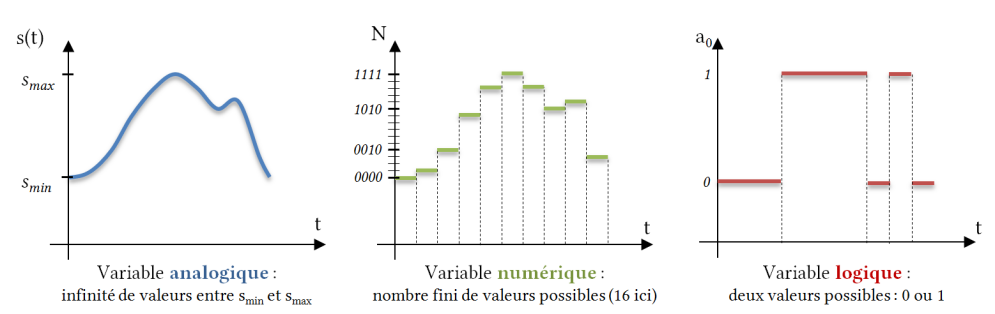 s(t)
s_max
s_min
t
Variable analogique :
infinité de valeurs entre s_min et s_max
N
1111
1010
0010
0000
t
Variable numérique :
nombre fini de valeurs possibles (16 ici)
a_0
1
0
t
Variable logique :
deux valeurs possibles : 0 ou 1